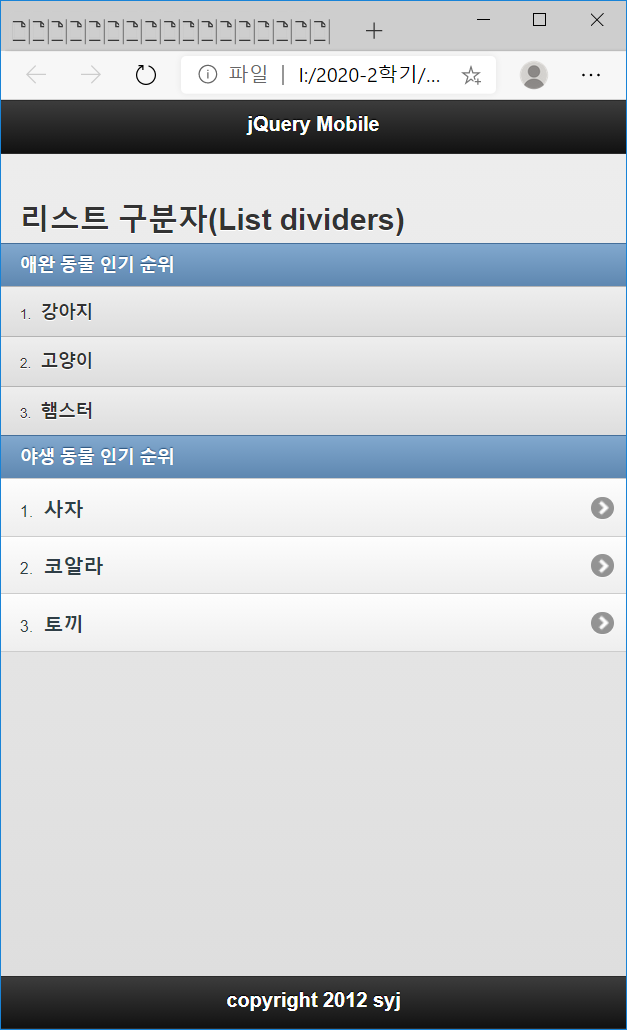 파일 | I:/2020-2학기/...
jQuery Mobile
리스트 구분자(List dividers)
애완 동물 인기 순위
1. 강아지
2. 고양이
3. 햄스터
야생 동물 인기 순위
1. 사자
2. 코알라
3. 토끼
copyright 2012 syj